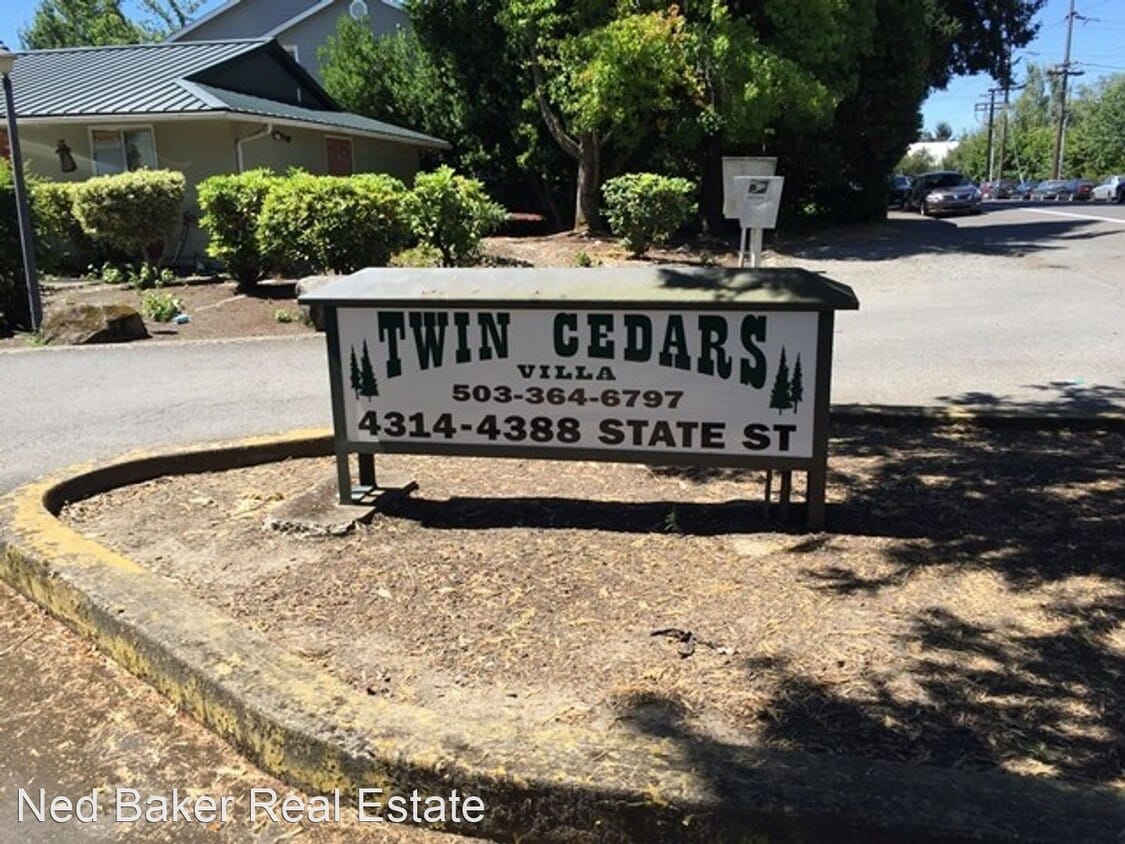 TWIN CEDARS
VILLA
503-364-6797
4314-4388 STATE ST
Ned Baker Real Estate